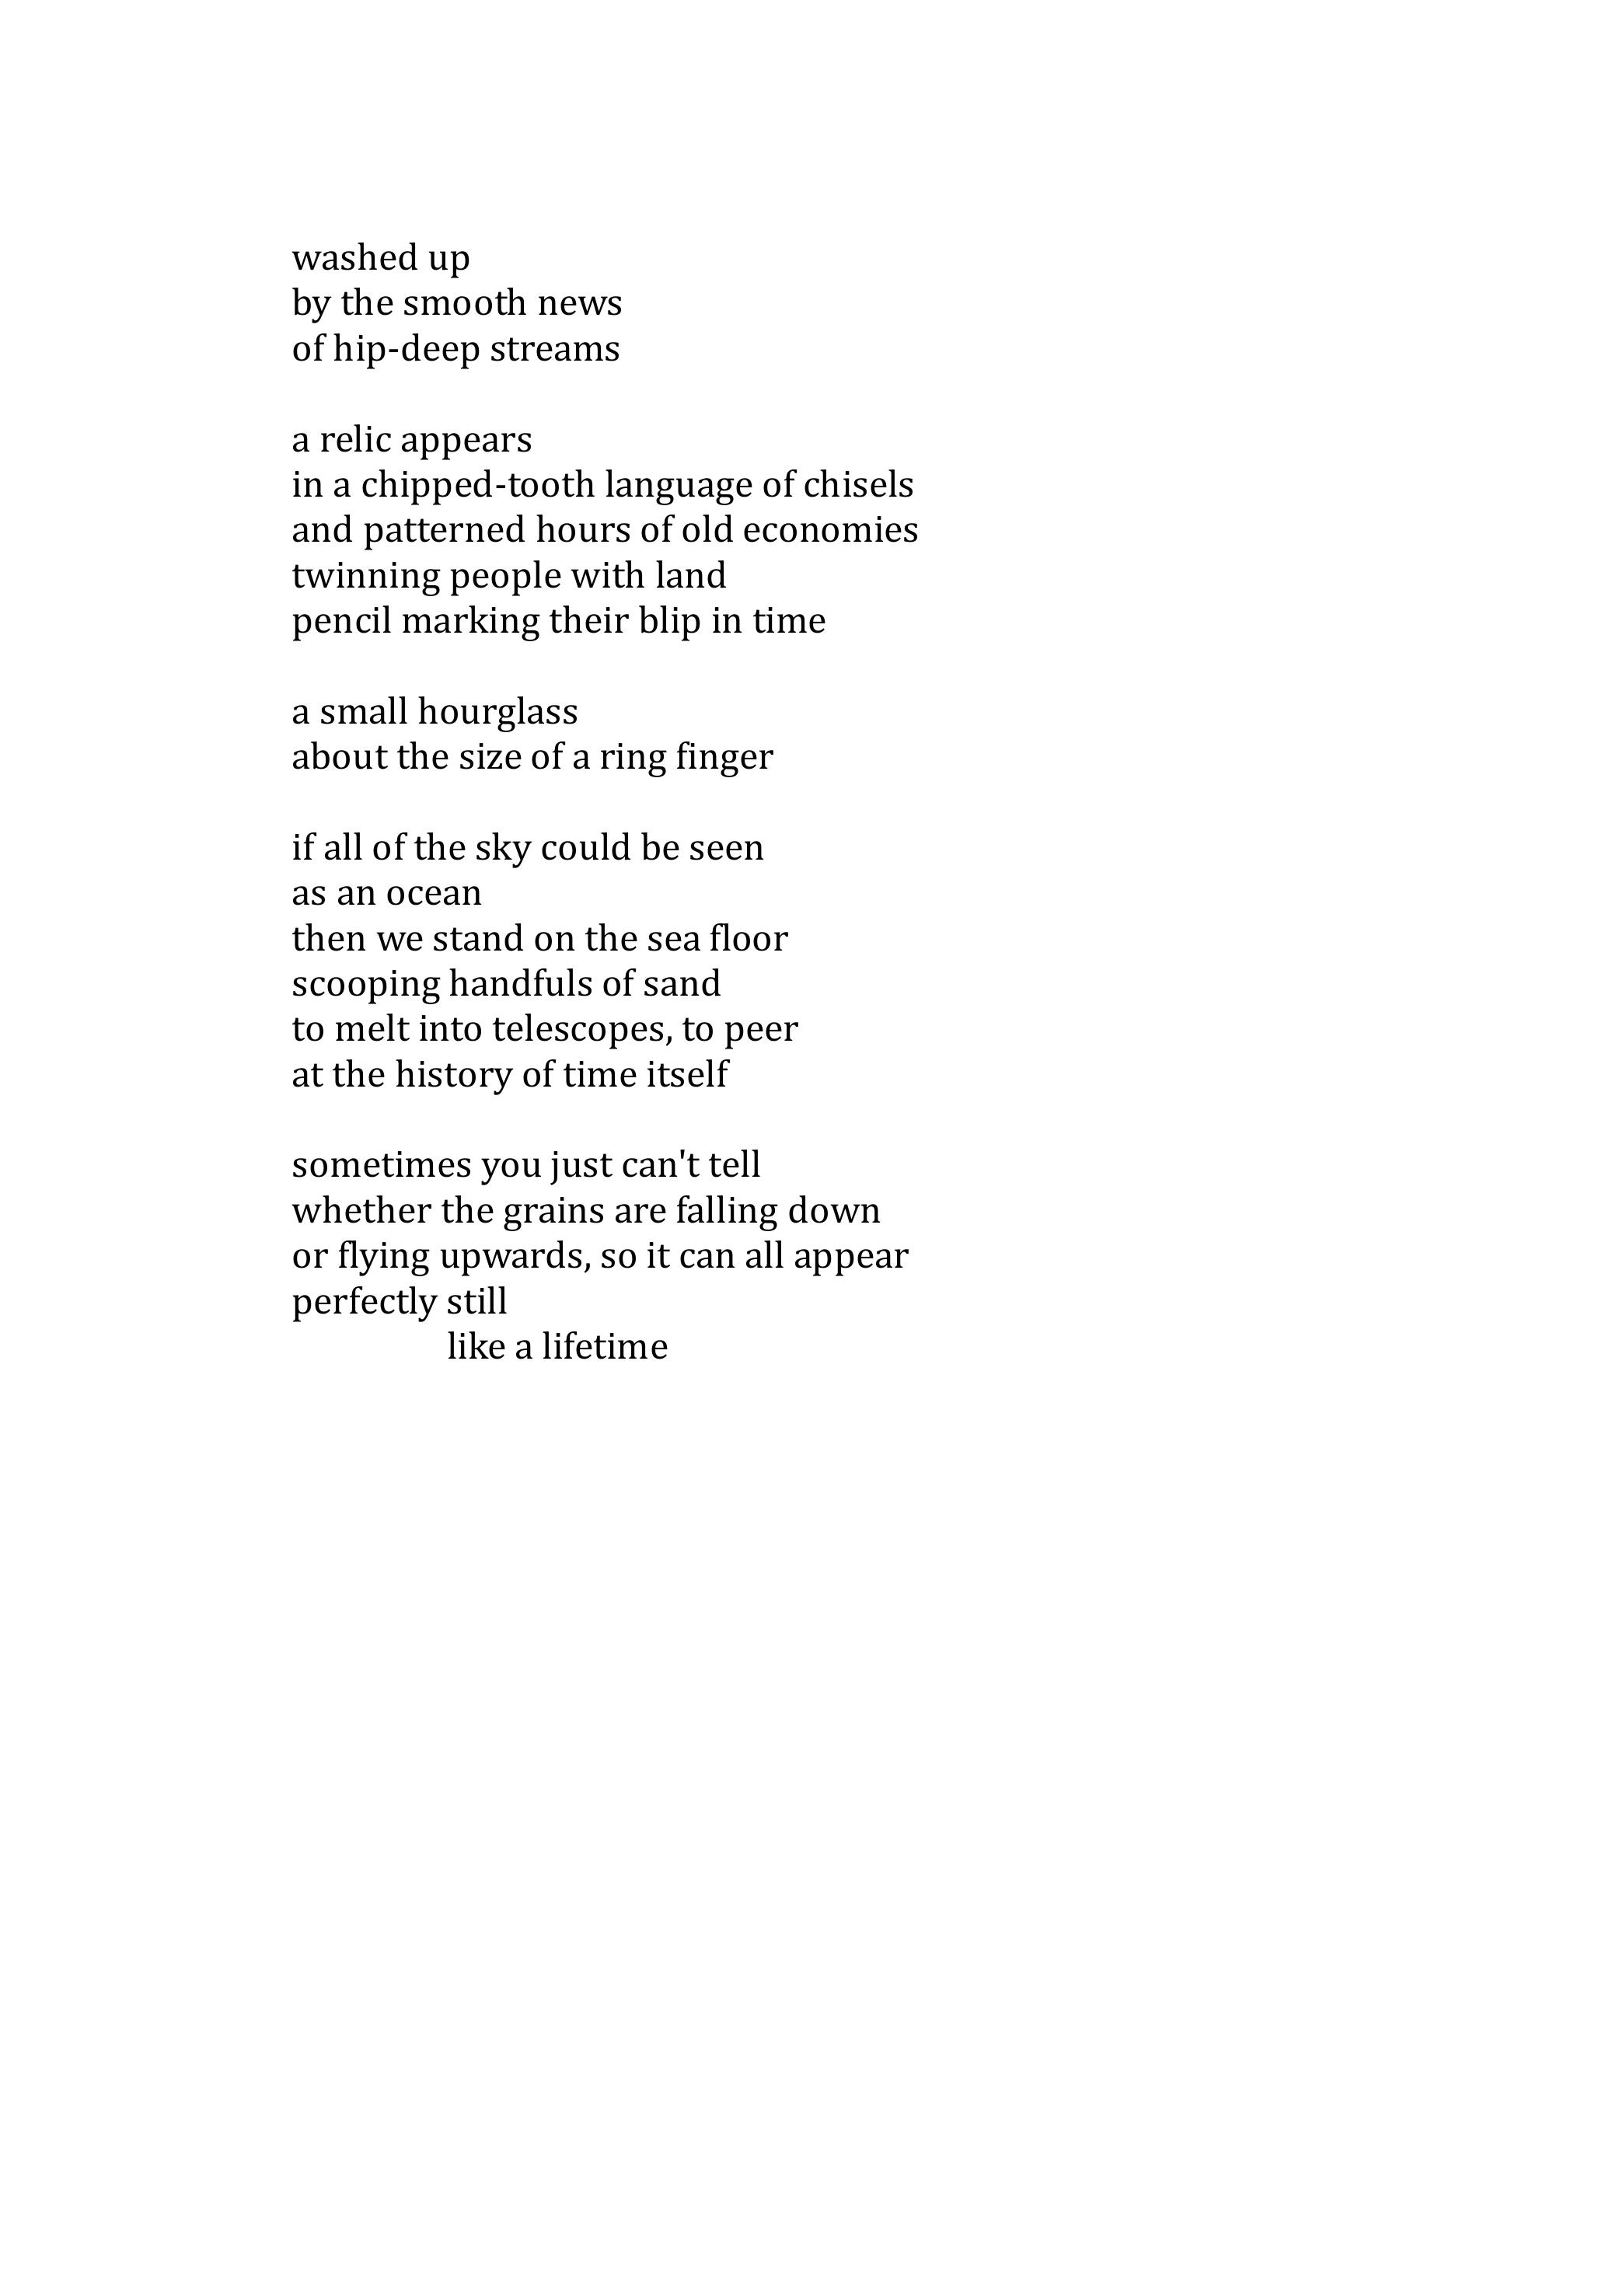 washed up
by the smooth news
of hip-deep streams

a relic appears
in a chipped-tooth language of chisels
and patterned hours of old economies
twinning people with land
pencil marking their blip in time

a small hourglass
about the size of a ring finger

if all of the sky could be seen
as an ocean
then we stand on the sea floor
scooping handfuls of sand
to melt into telescopes, to peer
at the history of time itself

sometimes you just can't tell
whether the grains are falling down
or flying upwards, so it can all appear
perfectly still
like a lifetime